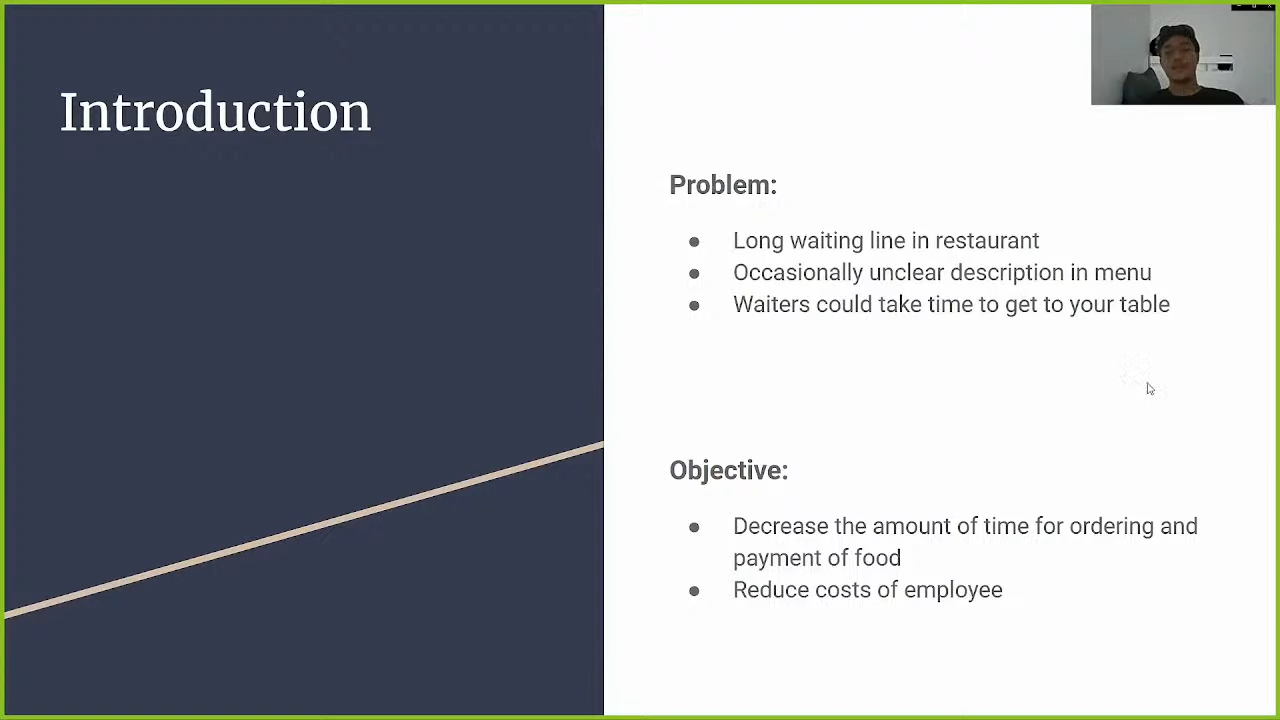 Introduction
Problem:
● Long waiting line in restaurant
● Occasionally unclear description in menu
● Waiters could take time to get to your table
Objective:
● Decrease the amount of time for ordering and
payment of food
● Reduce costs of employee